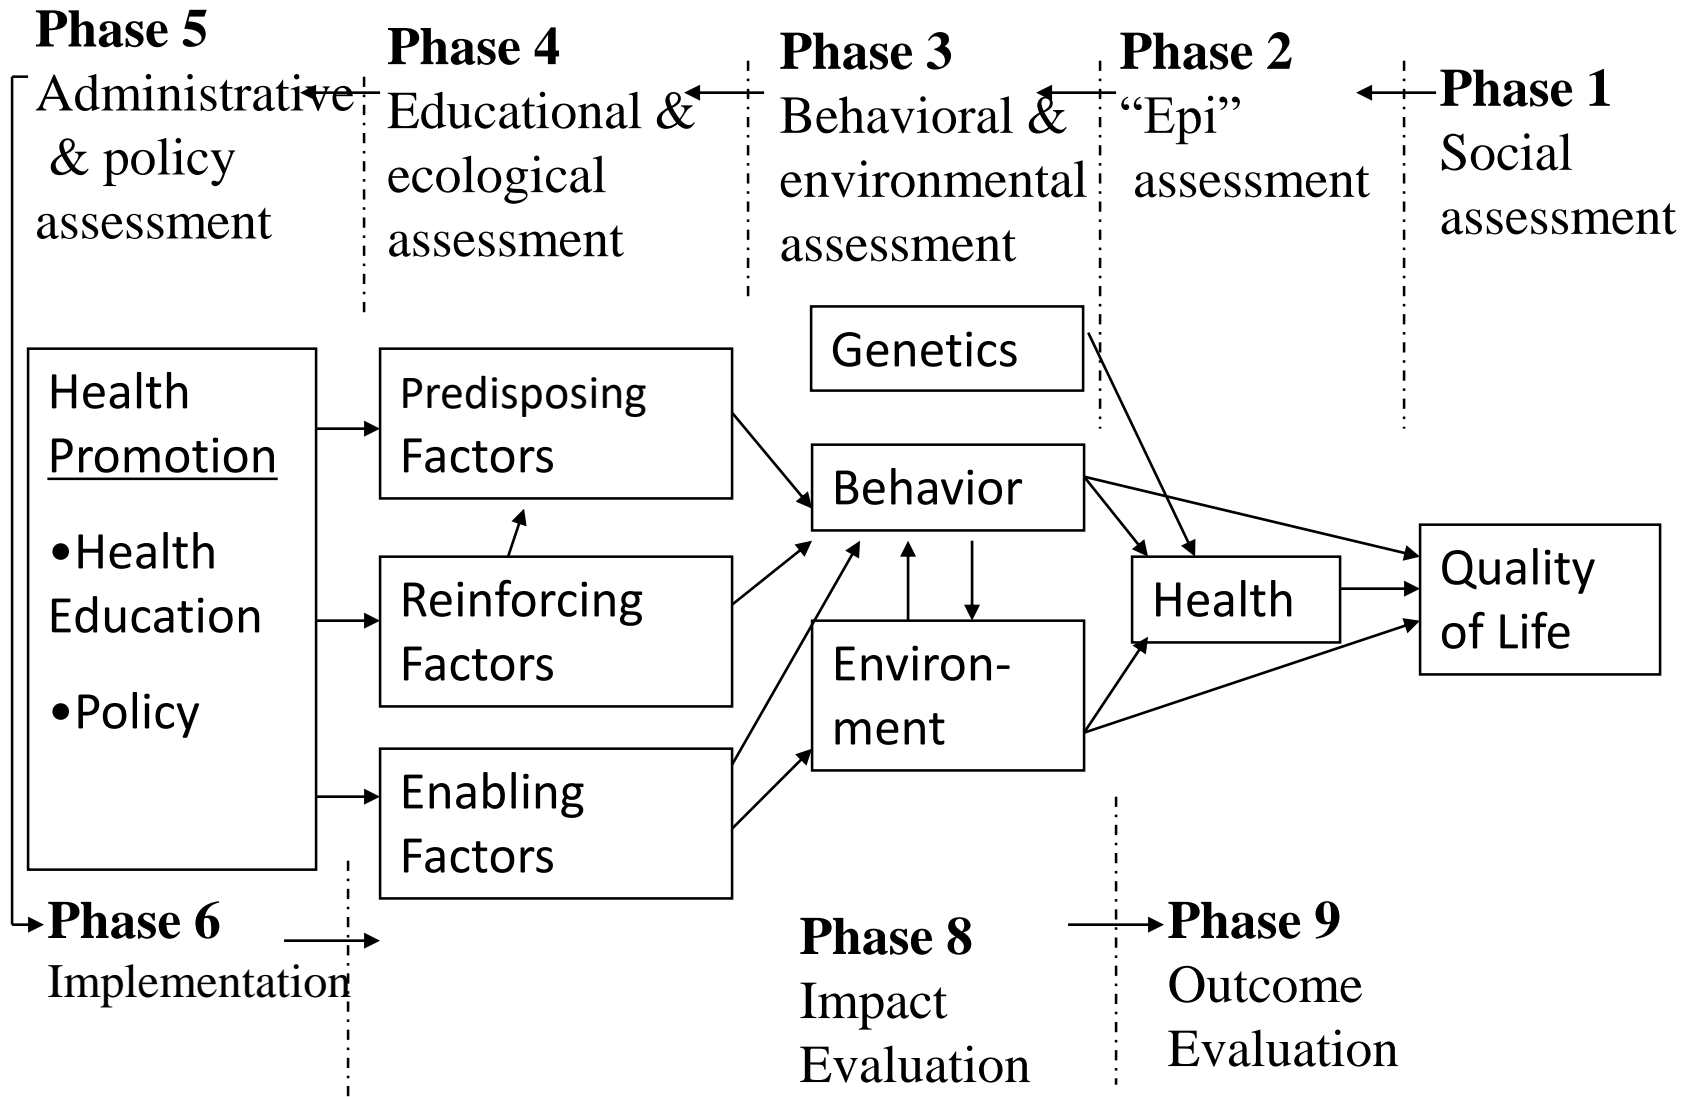 Phase 5
Administrative
& policy
assessment
Phase 4
Educational &
ecological
assessment
Phase 3
Behavioral &
environmental
assessment
Phase 2
“Epi”
assessment
Phase 1
Social
assessment
Health
Promotion
•Health
Education
•Policy
Predisposing
Factors
Reinforcing
Factors
Enabling
Factors
Genetics
Behavior
Environ-
ment
Health
Quality
of Life
Phase 6
Implementation
Phase 8
Impact
Evaluation
Phase 9
Outcome
Evaluation